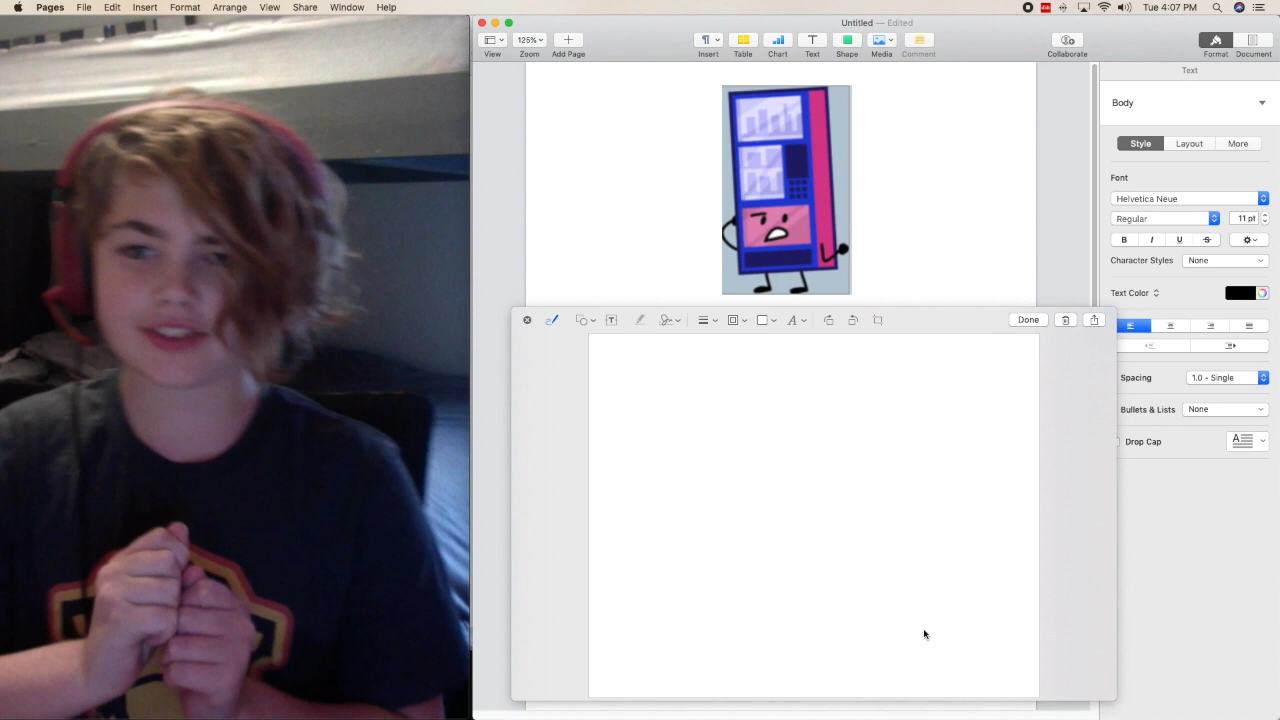 Pages File Edit Insert Format Arrange View Share Window Help Tue 4:07 PM
Untitled — Edited
125%
View Zoom Add Page Insert Table Chart Text Shape Media Comment Collaborate Format Document
Text
Body
Style Layout More
Font
Helvetica Neue
Regular 11 pt
B I U S
Character Styles None
Text Color
Done
Spacing 1.0 - Single
Bullets & Lists None
Drop Cap